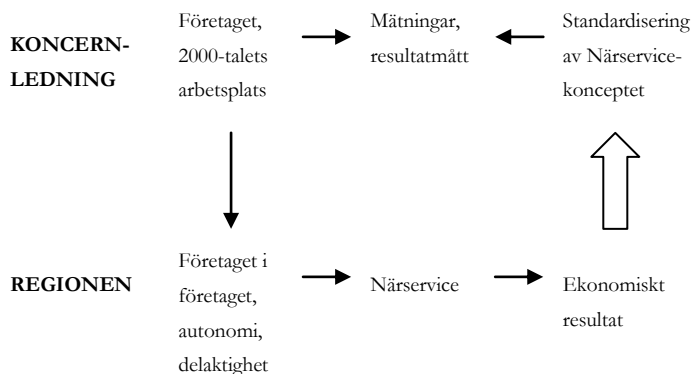 KONCERN-
LEDNING
Företaget,
2000-talets
arbetsplats
Mätningar,
resultatmått
Standardisering
av Närservice-
konceptet
REGIONEN
Företaget i
företaget,
autonomi,
delaktighet
Närservice
Ekonomiskt
resultat